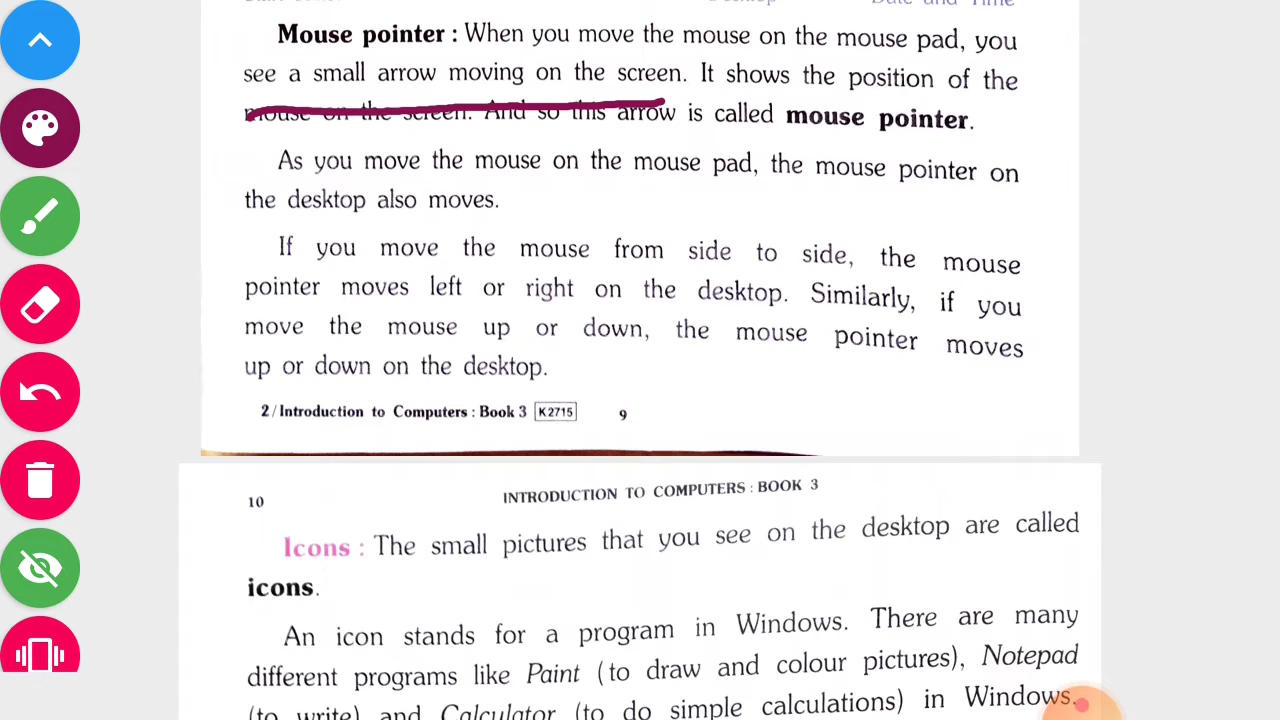 Date and Time
Mouse pointer : When you move the mouse on the mouse pad, you
see a small arrow moving on the screen. It shows the position of the
mouse on the screen. And so this arrow is called mouse pointer.
As you move the mouse on the mouse pad, the mouse pointer on
the desktop also moves.
If you move the mouse from side to side, the mouse
pointer moves left or right on the desktop. Similarly, if you
move the mouse up or down, the mouse pointer moves
up or down on the desktop.
2/Introduction to Computers : Book 3 K2715 9
10 INTRODUCTION TO COMPUTERS : BOOK 3
Icons : The small pictures that you see on the desktop are called
icons.
An icon stands for a program in Windows. There are many
different programs like Paint (to draw and colour pictures), Notepad
(to write) and Calculator (to do simple calculations) in Windows.